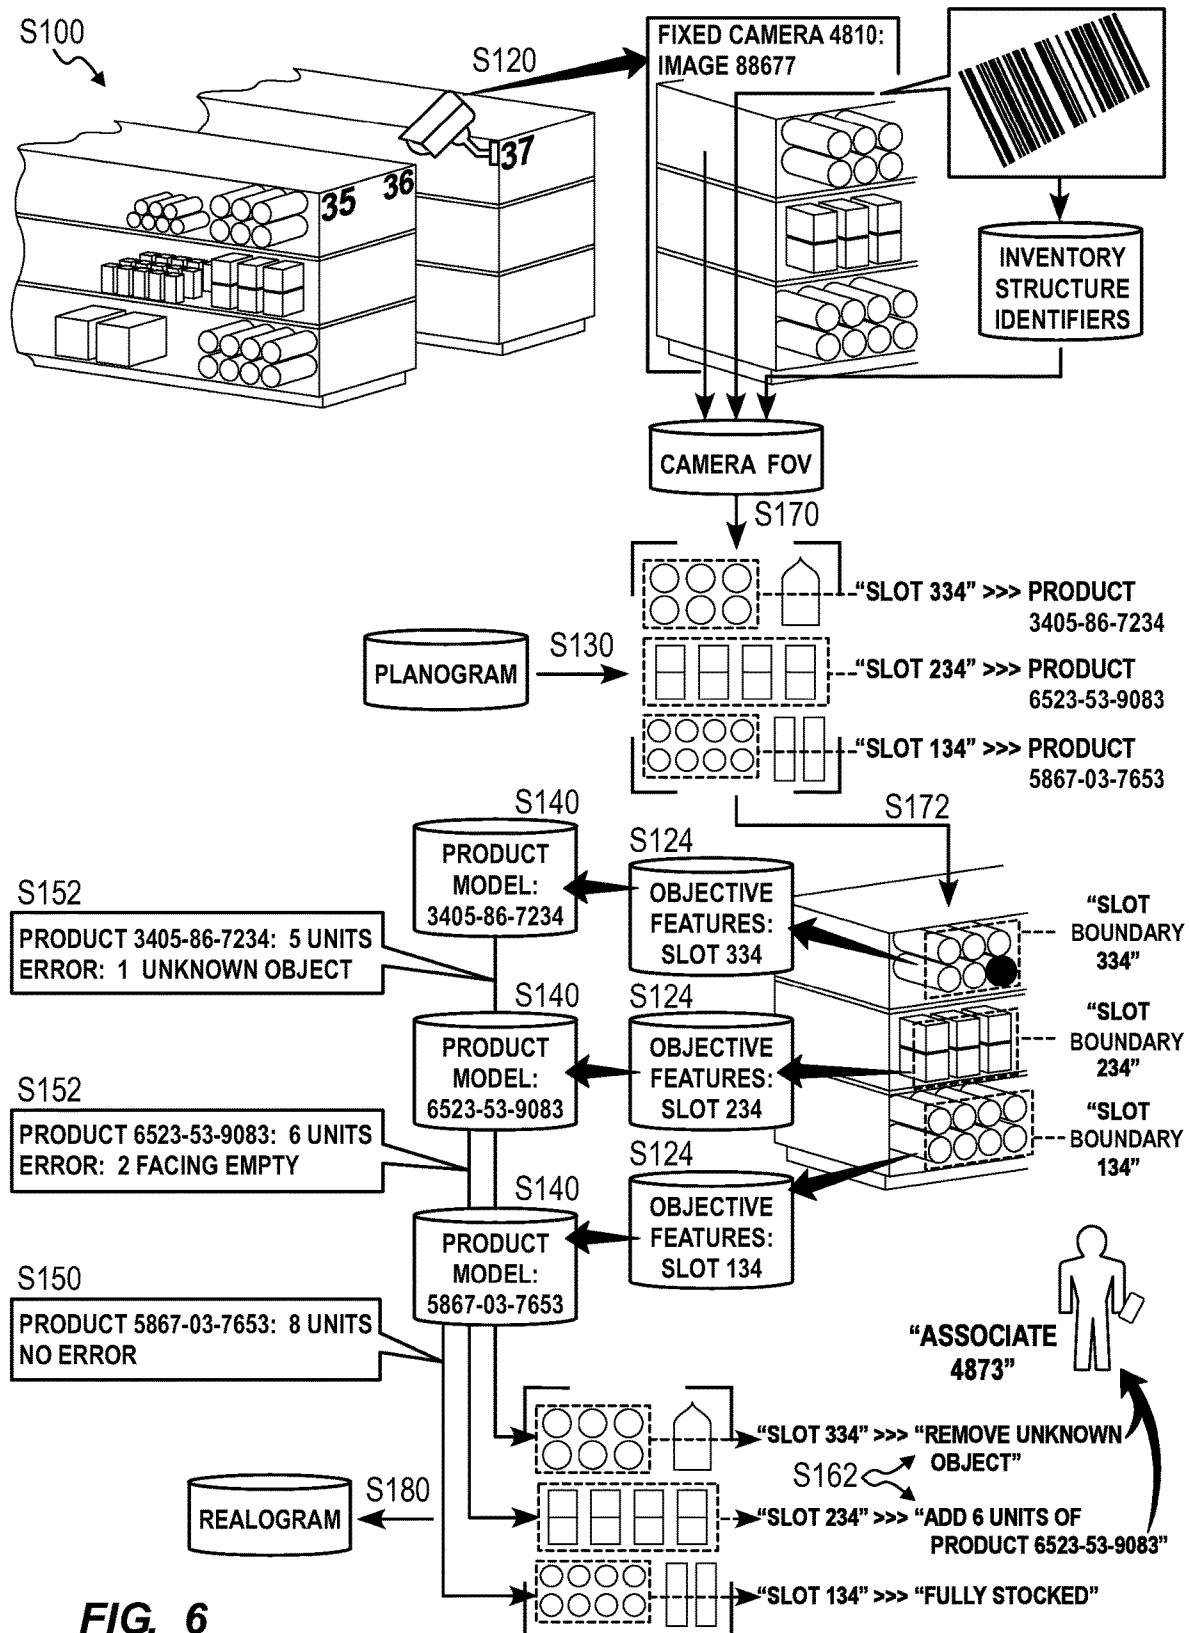 S100
S120
FIXED CAMERA 4810:
IMAGE 88677
35
36
37
INVENTORY
STRUCTURE
IDENTIFIERS
CAMERA FOV
S170
"SLOT 334" >>> PRODUCT
3405-86-7234
PLANOGRAM
S130
"SLOT 234" >>> PRODUCT
6523-53-9083
"SLOT 134" >>> PRODUCT
5867-03-7653
S172
S140
PRODUCT
MODEL:
3405-86-7234
S124
OBJECTIVE
FEATURES:
SLOT 334
"SLOT
BOUNDARY
334"
S152
PRODUCT 3405-86-7234: 5 UNITS
ERROR: 1 UNKNOWN OBJECT
S140
PRODUCT
MODEL:
6523-53-9083
S124
OBJECTIVE
FEATURES:
SLOT 234
"SLOT
BOUNDARY
234"
S152
PRODUCT 6523-53-9083: 6 UNITS
ERROR: 2 FACING EMPTY
S140
PRODUCT
MODEL:
5867-03-7653
S124
OBJECTIVE
FEATURES:
SLOT 134
"SLOT
BOUNDARY
134"
S150
PRODUCT 5867-03-7653: 8 UNITS
NO ERROR
"ASSOCIATE
4873"
"SLOT 334" >>> "REMOVE UNKNOWN
OBJECT"
S162
REALOGRAM
S180
"SLOT 234" >>> "ADD 6 UNITS OF
PRODUCT 6523-53-9083"
"SLOT 134" >>> "FULLY STOCKED"
FIG. 6